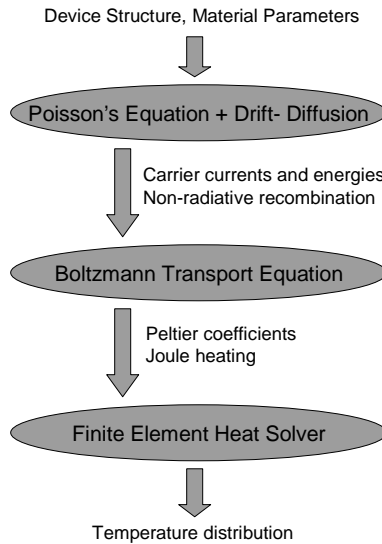 Device Structure, Material Parameters
Poisson's Equation + Drift- Diffusion
Carrier currents and energies
Non-radiative recombination
Boltzmann Transport Equation
Peltier coefficients
Joule heating
Finite Element Heat Solver
Temperature distribution